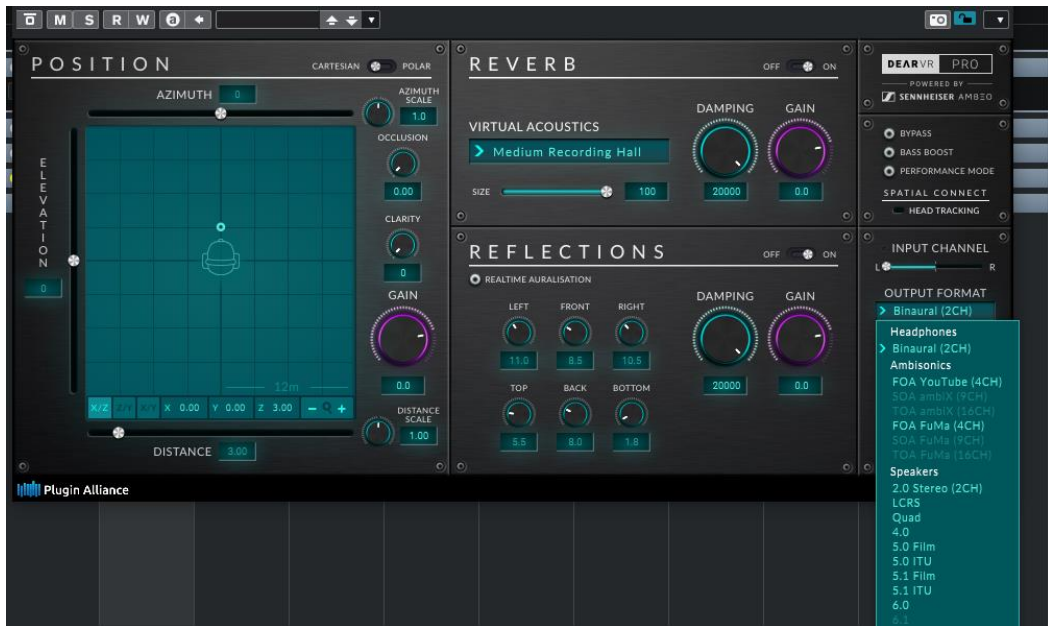 M S R W a
POSITION
CARTESIAN POLAR
AZIMUTH 0
AZIMUTH
SCALE
1.0
OCCLUSION
0.00
CLARITY
0
GAIN
0.0
ELEVATION
0
12m
X/Z Z/Y X/Y X 0.00 Y 0.00 Z 3.00 - +
DISTANCE
SCALE
1.00
DISTANCE 3.00
Plugin Alliance
REVERB
OFF ON
VIRTUAL ACOUSTICS
Medium Recording Hall
SIZE 100
DAMPING
20000
GAIN
0.0
REFLECTIONS
OFF ON
REALTIME AURALISATION
LEFT FRONT RIGHT
11.0 8.5 10.5
TOP BACK BOTTOM
5.5 8.0 1.8
DAMPING
20000
GAIN
0.0
DEARVR PRO
POWERED BY
SENNHEISER AMBEO
BYPASS
BASS BOOST
PERFORMANCE MODE
SPATIAL CONNECT
HEAD TRACKING
INPUT CHANNEL
L R
OUTPUT FORMAT
Binaural (2CH)
Headphones
Binaural (2CH)
Ambisonics
FOA YouTube (4CH)
SOA ambiX (9CH)
TOA ambiX (16CH)
FOA FuMa (4CH)
SOA FuMa (9CH)
TOA FuMa (16CH)
Speakers
2.0 Stereo (2CH)
LCRS
Quad
4.0
5.0 Film
5.0 ITU
5.1 Film
5.1 ITU
6.0
6.1